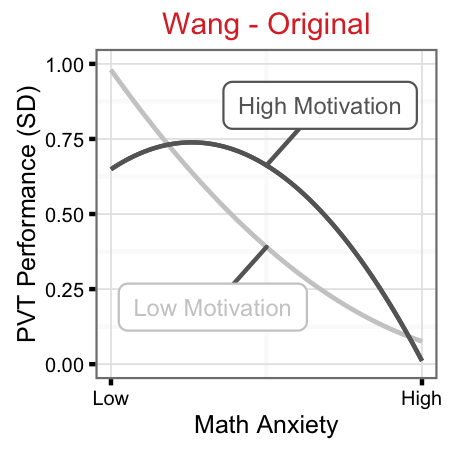 Wang - Original
PVT Performance (SD)
1.00
0.75
0.50
0.25
0.00
High Motivation
Low Motivation
Low
High
Math Anxiety